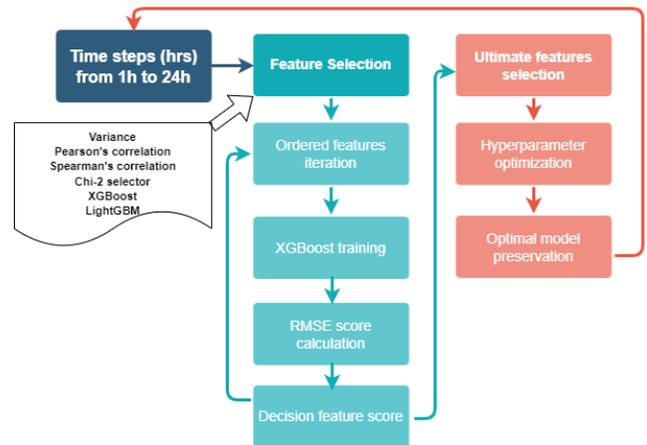 Time steps (hrs)
from 1h to 24h
Variance
Pearson's correlation
Spearman's correlation
Chi-2 selector
XGBoost
LightGBM
Feature Selection
Ordered features
iteration
XGBoost training
RMSE score
calculation
Decision feature score
Ultimate features
selection
Hyperparameter
optimization
Optimal model
preservation